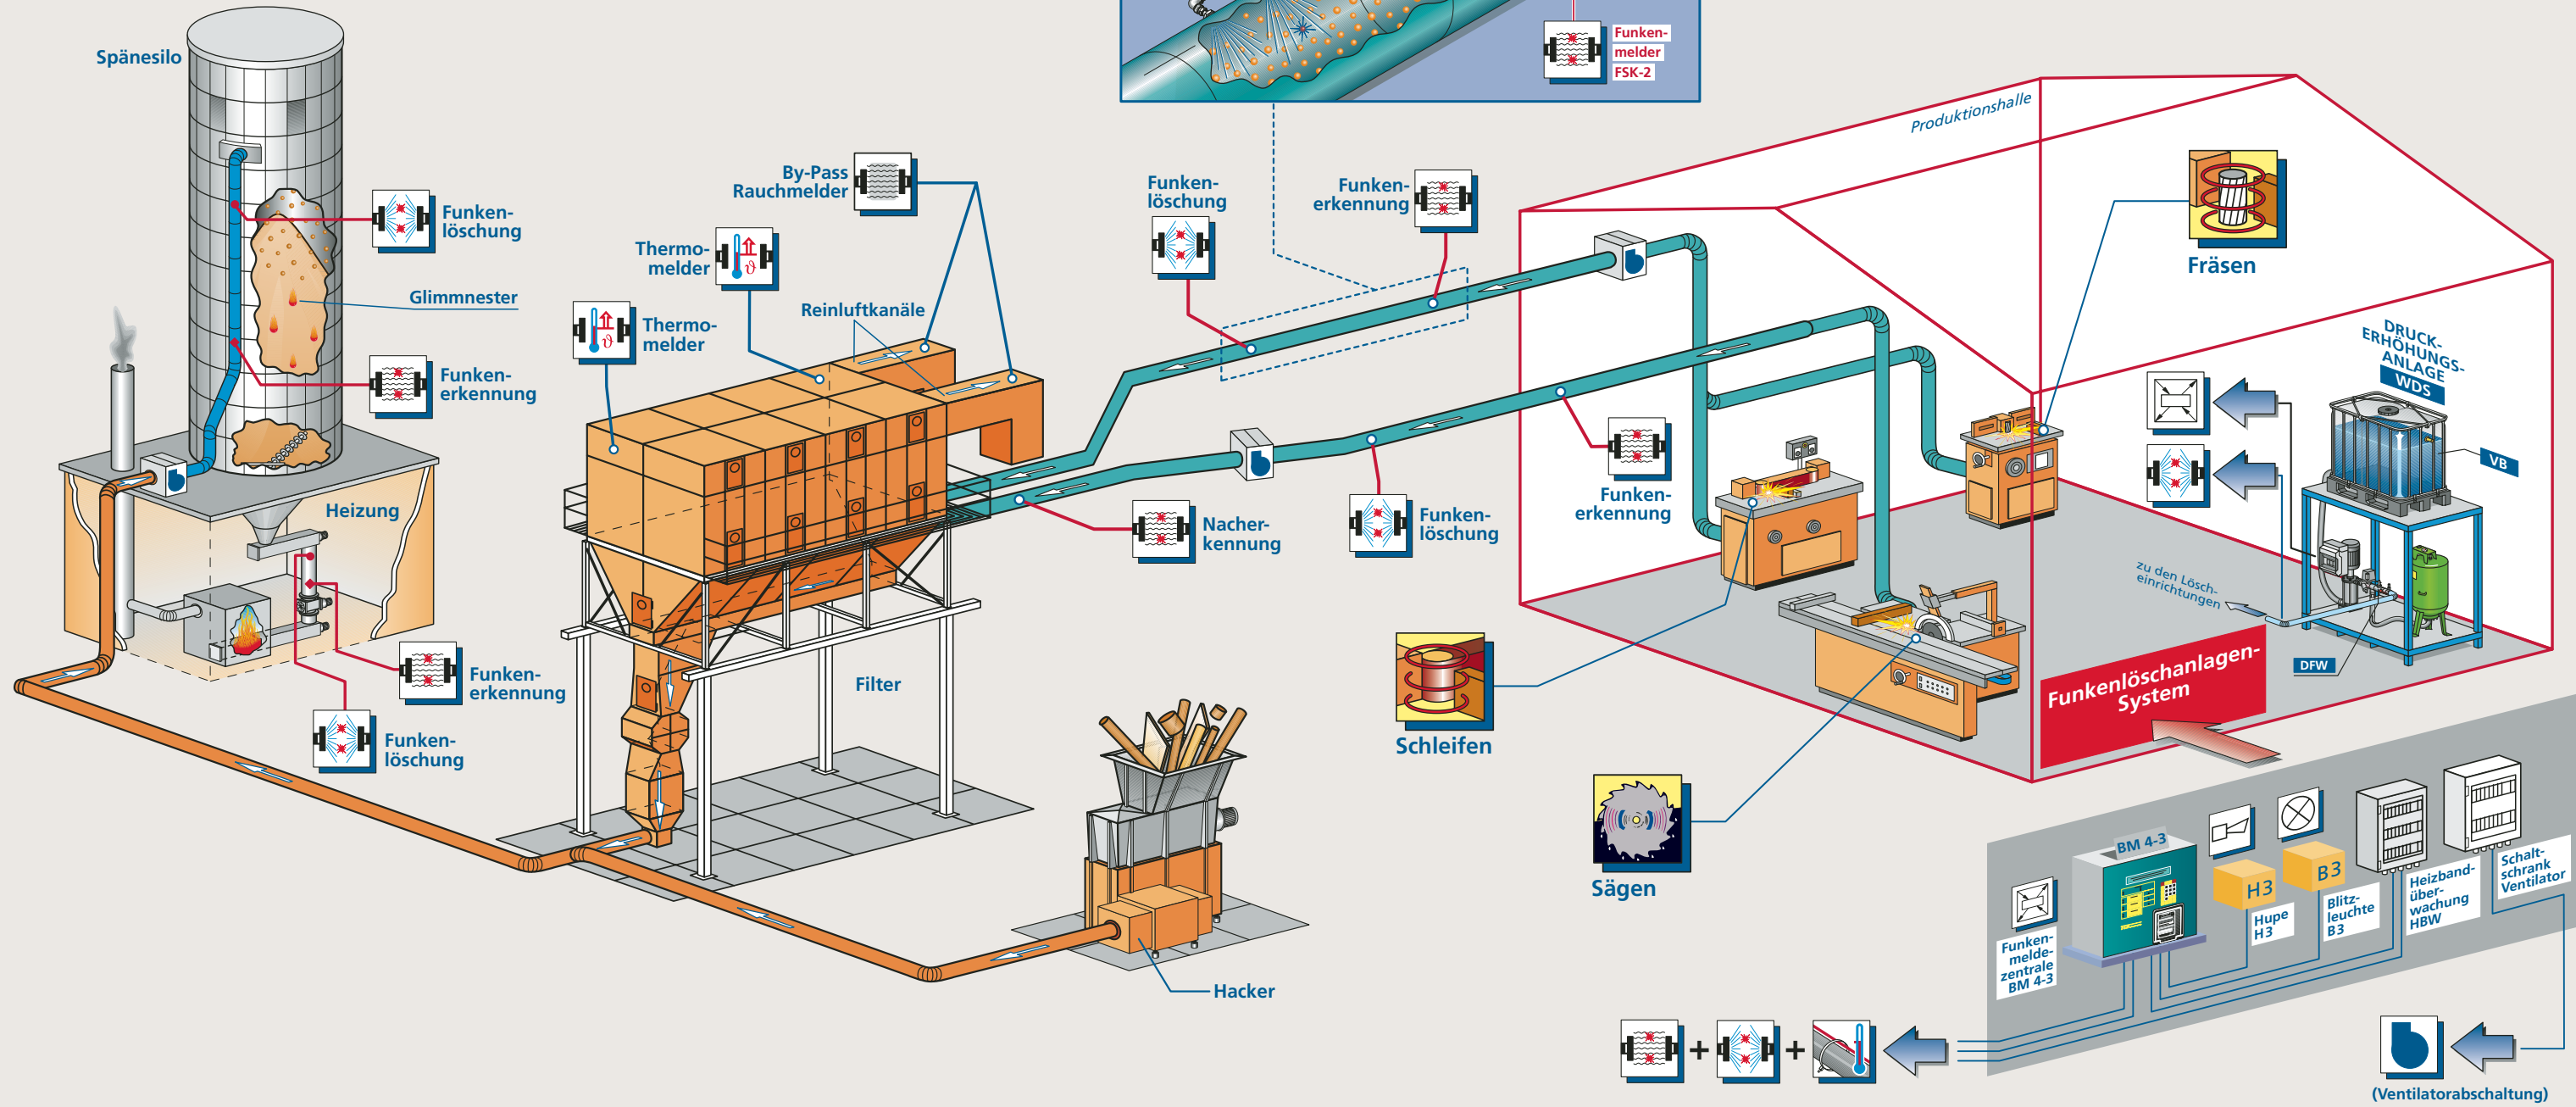 Spänesilo
Funken-
löschung
Glimmnester
Funken-
erkennung
Heizung
Funken-
erkennung
Funken-
löschung
By-Pass
Rauchmelder
Thermo-
melder
ϑ
Thermo-
melder
ϑ
Reinluftkanäle
Filter
Hacker
Funken-
melder
FSK-2
Funken-
löschung
Funken-
erkennung
Nacher-
kennung
Funken-
löschung
Funken-
erkennung
Produktionshalle
Fräsen
Schleifen
Sägen
DRUCK-
ERHÖHUNGS-
ANLAGE
WDS
VB
zu den Lösch-
einrichtungen
DFW
Funkenlöschanlagen-
System
Funken-
melde-
zentrale
BM 4-3
BM 4-3
H3
Hupe
H3
B3
Blitz-
leuchte
B3
Heizband-
über-
wachung
HBW
Schalt-
schrank
Ventilator
+
+
(Ventilatorabschaltung)